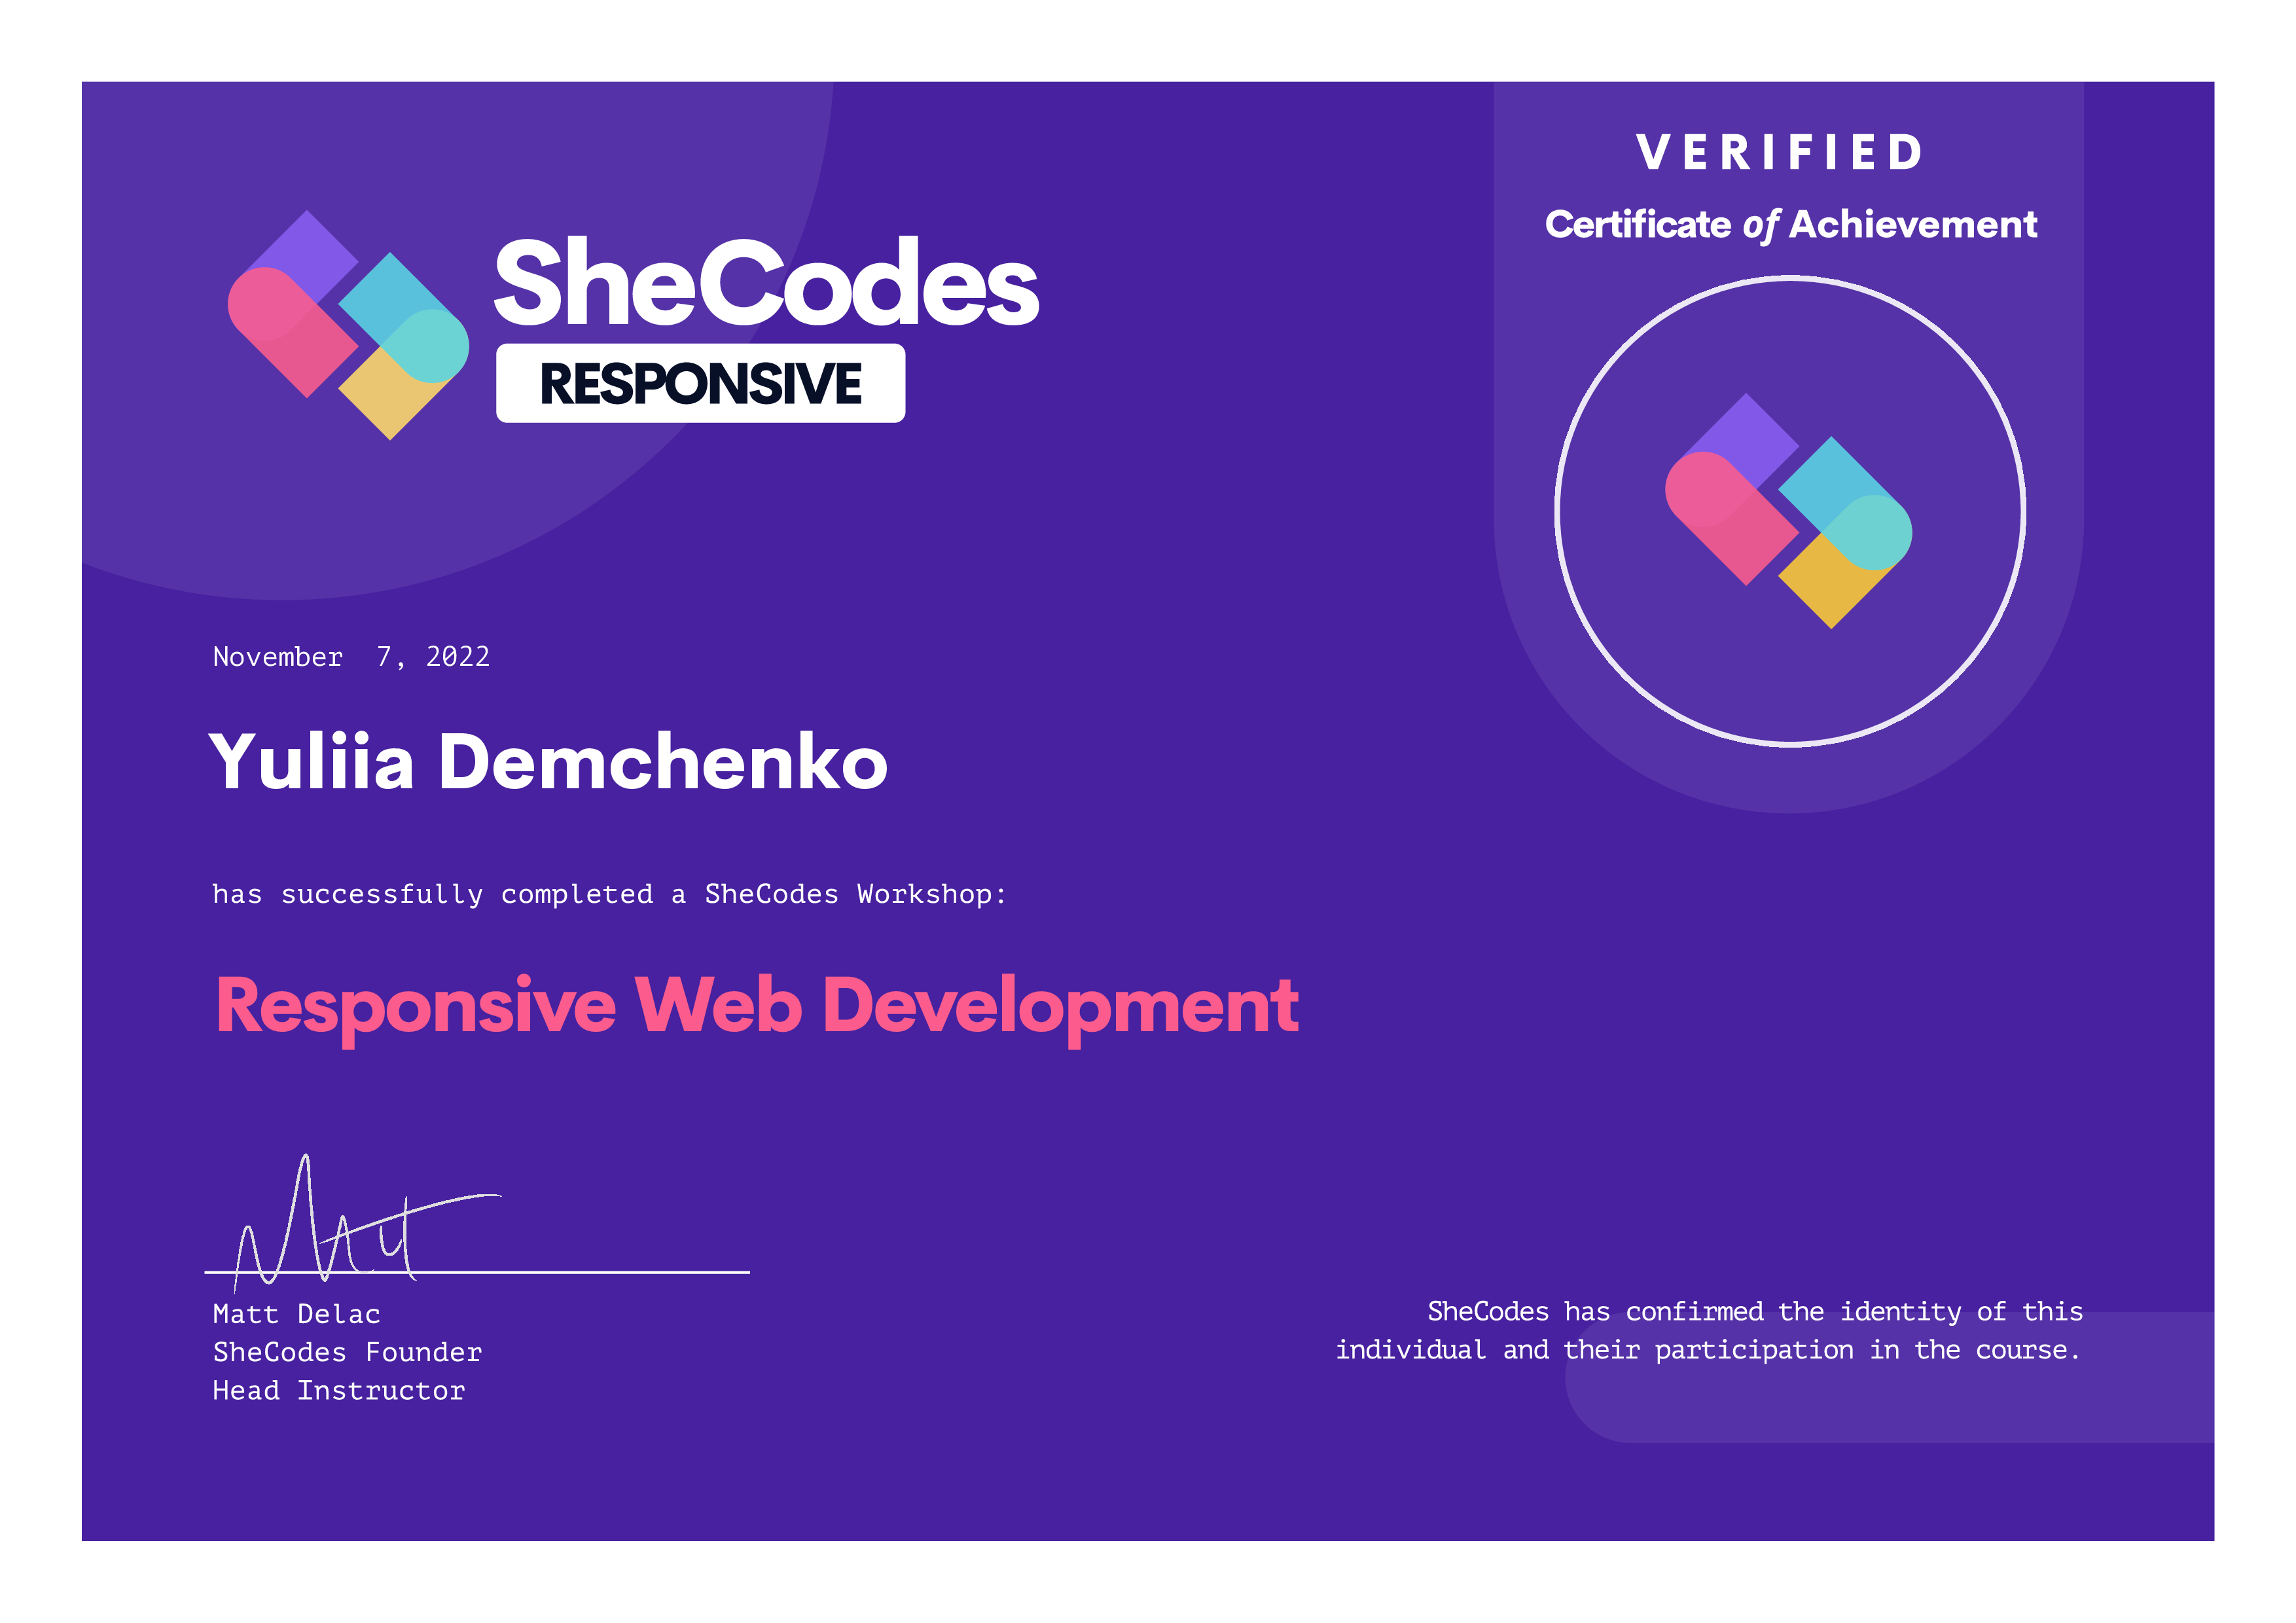 VERIFIED
Certificate of Achievement
SheCodes
RESPONSIVE
November  7, 2022
Yuliia Demchenko
has successfully completed a SheCodes Workshop:
Responsive Web Development
Matt
Matt Delac
SheCodes Founder
Head Instructor
SheCodes has confirmed the identity of this
individual and their participation in the course.